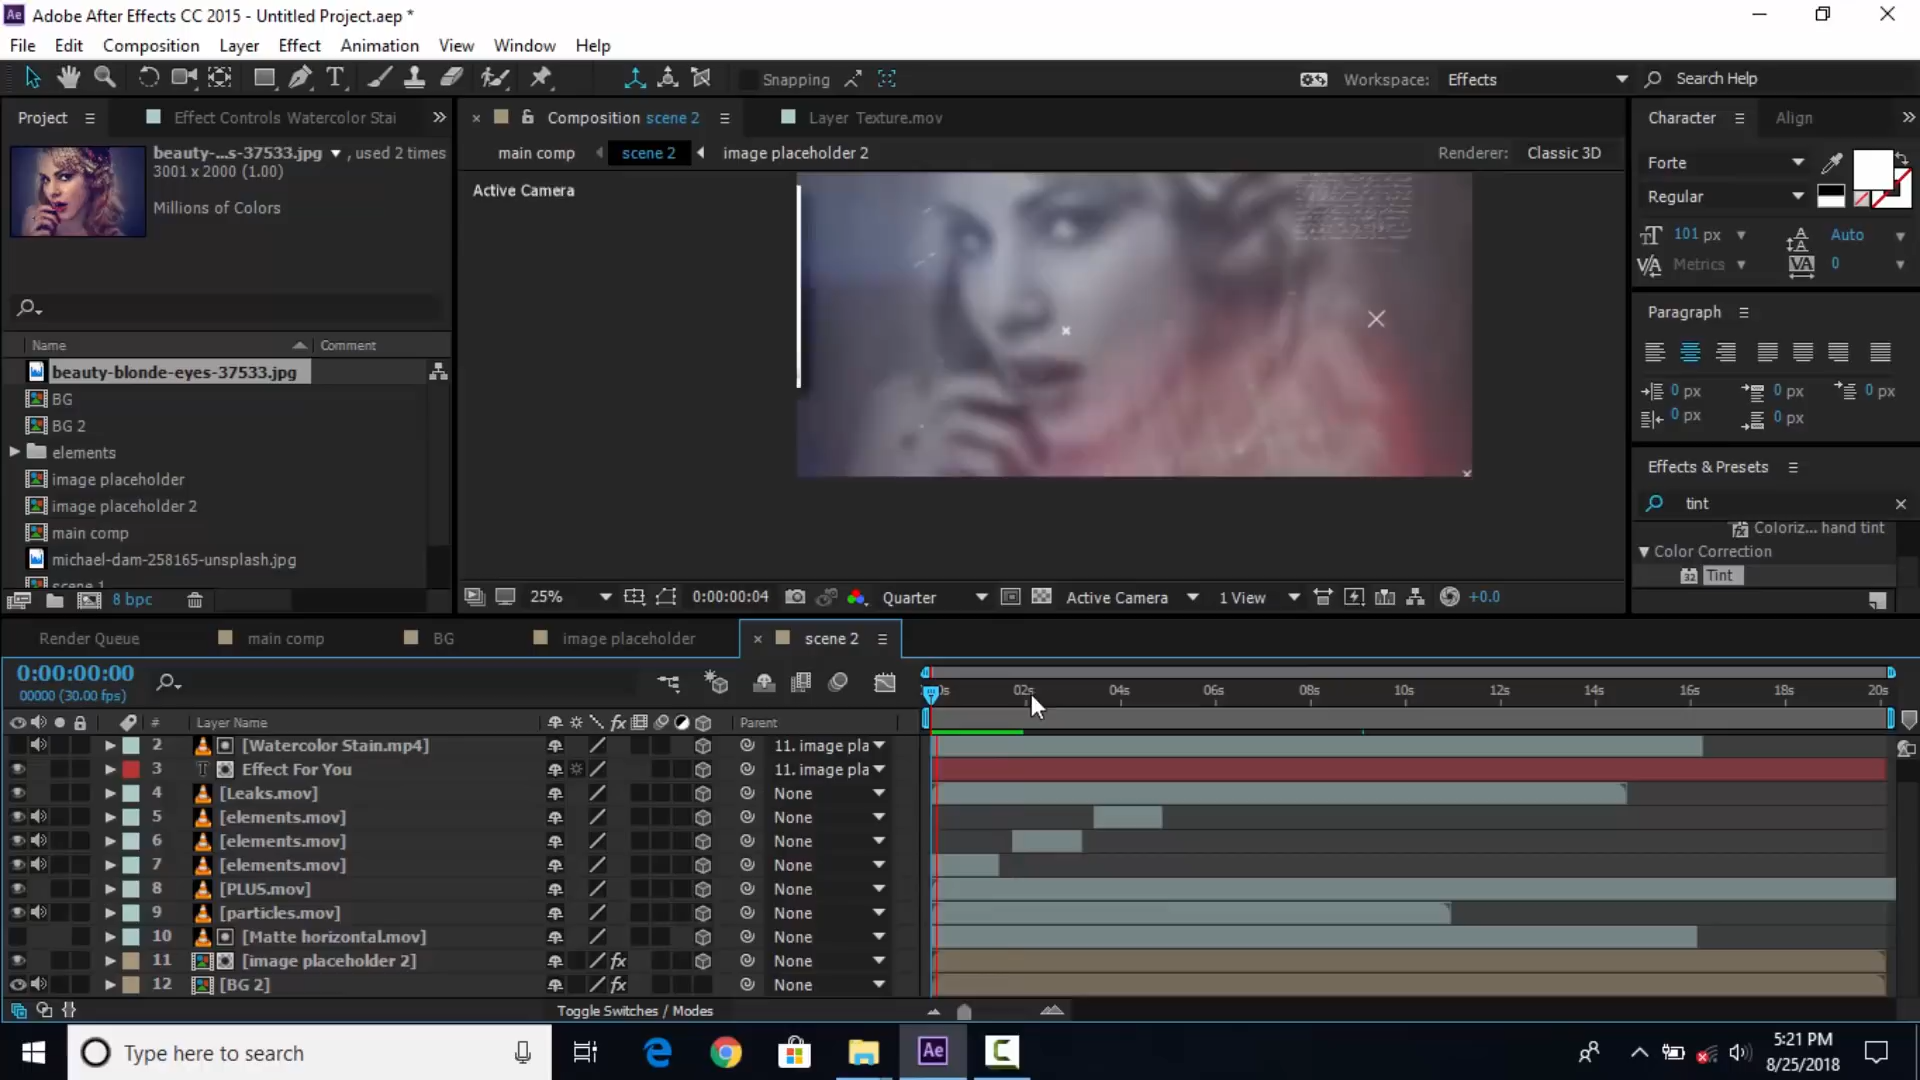 Adobe After Effects CC 2015 - Untitled Project.aep *
File Edit Composition Layer Effect Animation View Window Help
Snapping
Workspace: Effects
Search Help
Project
Effect Controls Watercolor Stai
Composition scene 2
Layer Texture.mov
Character
Align
beauty-...s-37533.jpg , used 2 times
3001 x 2000 (1.00)
Millions of Colors
main comp
scene 2
image placeholder 2
Renderer: Classic 3D
Active Camera
Forte
Regular
101 px
Auto
Metrics
0
Paragraph
0 px
0 px
0 px
0 px
0 px
Effects & Presets
tint
Coloriz... hand tint
Color Correction
Tint
Name
Comment
beauty-blonde-eyes-37533.jpg
BG
BG 2
elements
image placeholder
image placeholder 2
main comp
michael-dam-258165-unsplash.jpg
scene 1
8 bpc
25%
0:00:00:04
Quarter
Active Camera
1 View
+0.0
Render Queue
main comp
BG
image placeholder
scene 2
0:00:00:00
00000 (30.00 fps)
02s 04s 06s 08s 10s 12s 14s 16s 18s 20s
# Layer Name Parent
2 [Watercolor Stain.mp4] 11. image pla
3 Effect For You 11. image pla
4 [Leaks.mov] None
5 [elements.mov] None
6 [elements.mov] None
7 [elements.mov] None
8 [PLUS.mov] None
9 [particles.mov] None
10 [Matte horizontal.mov] None
11 [image placeholder 2] None
12 [BG 2] None
Toggle Switches / Modes
Type here to search
Ae
5:21 PM
8/25/2018